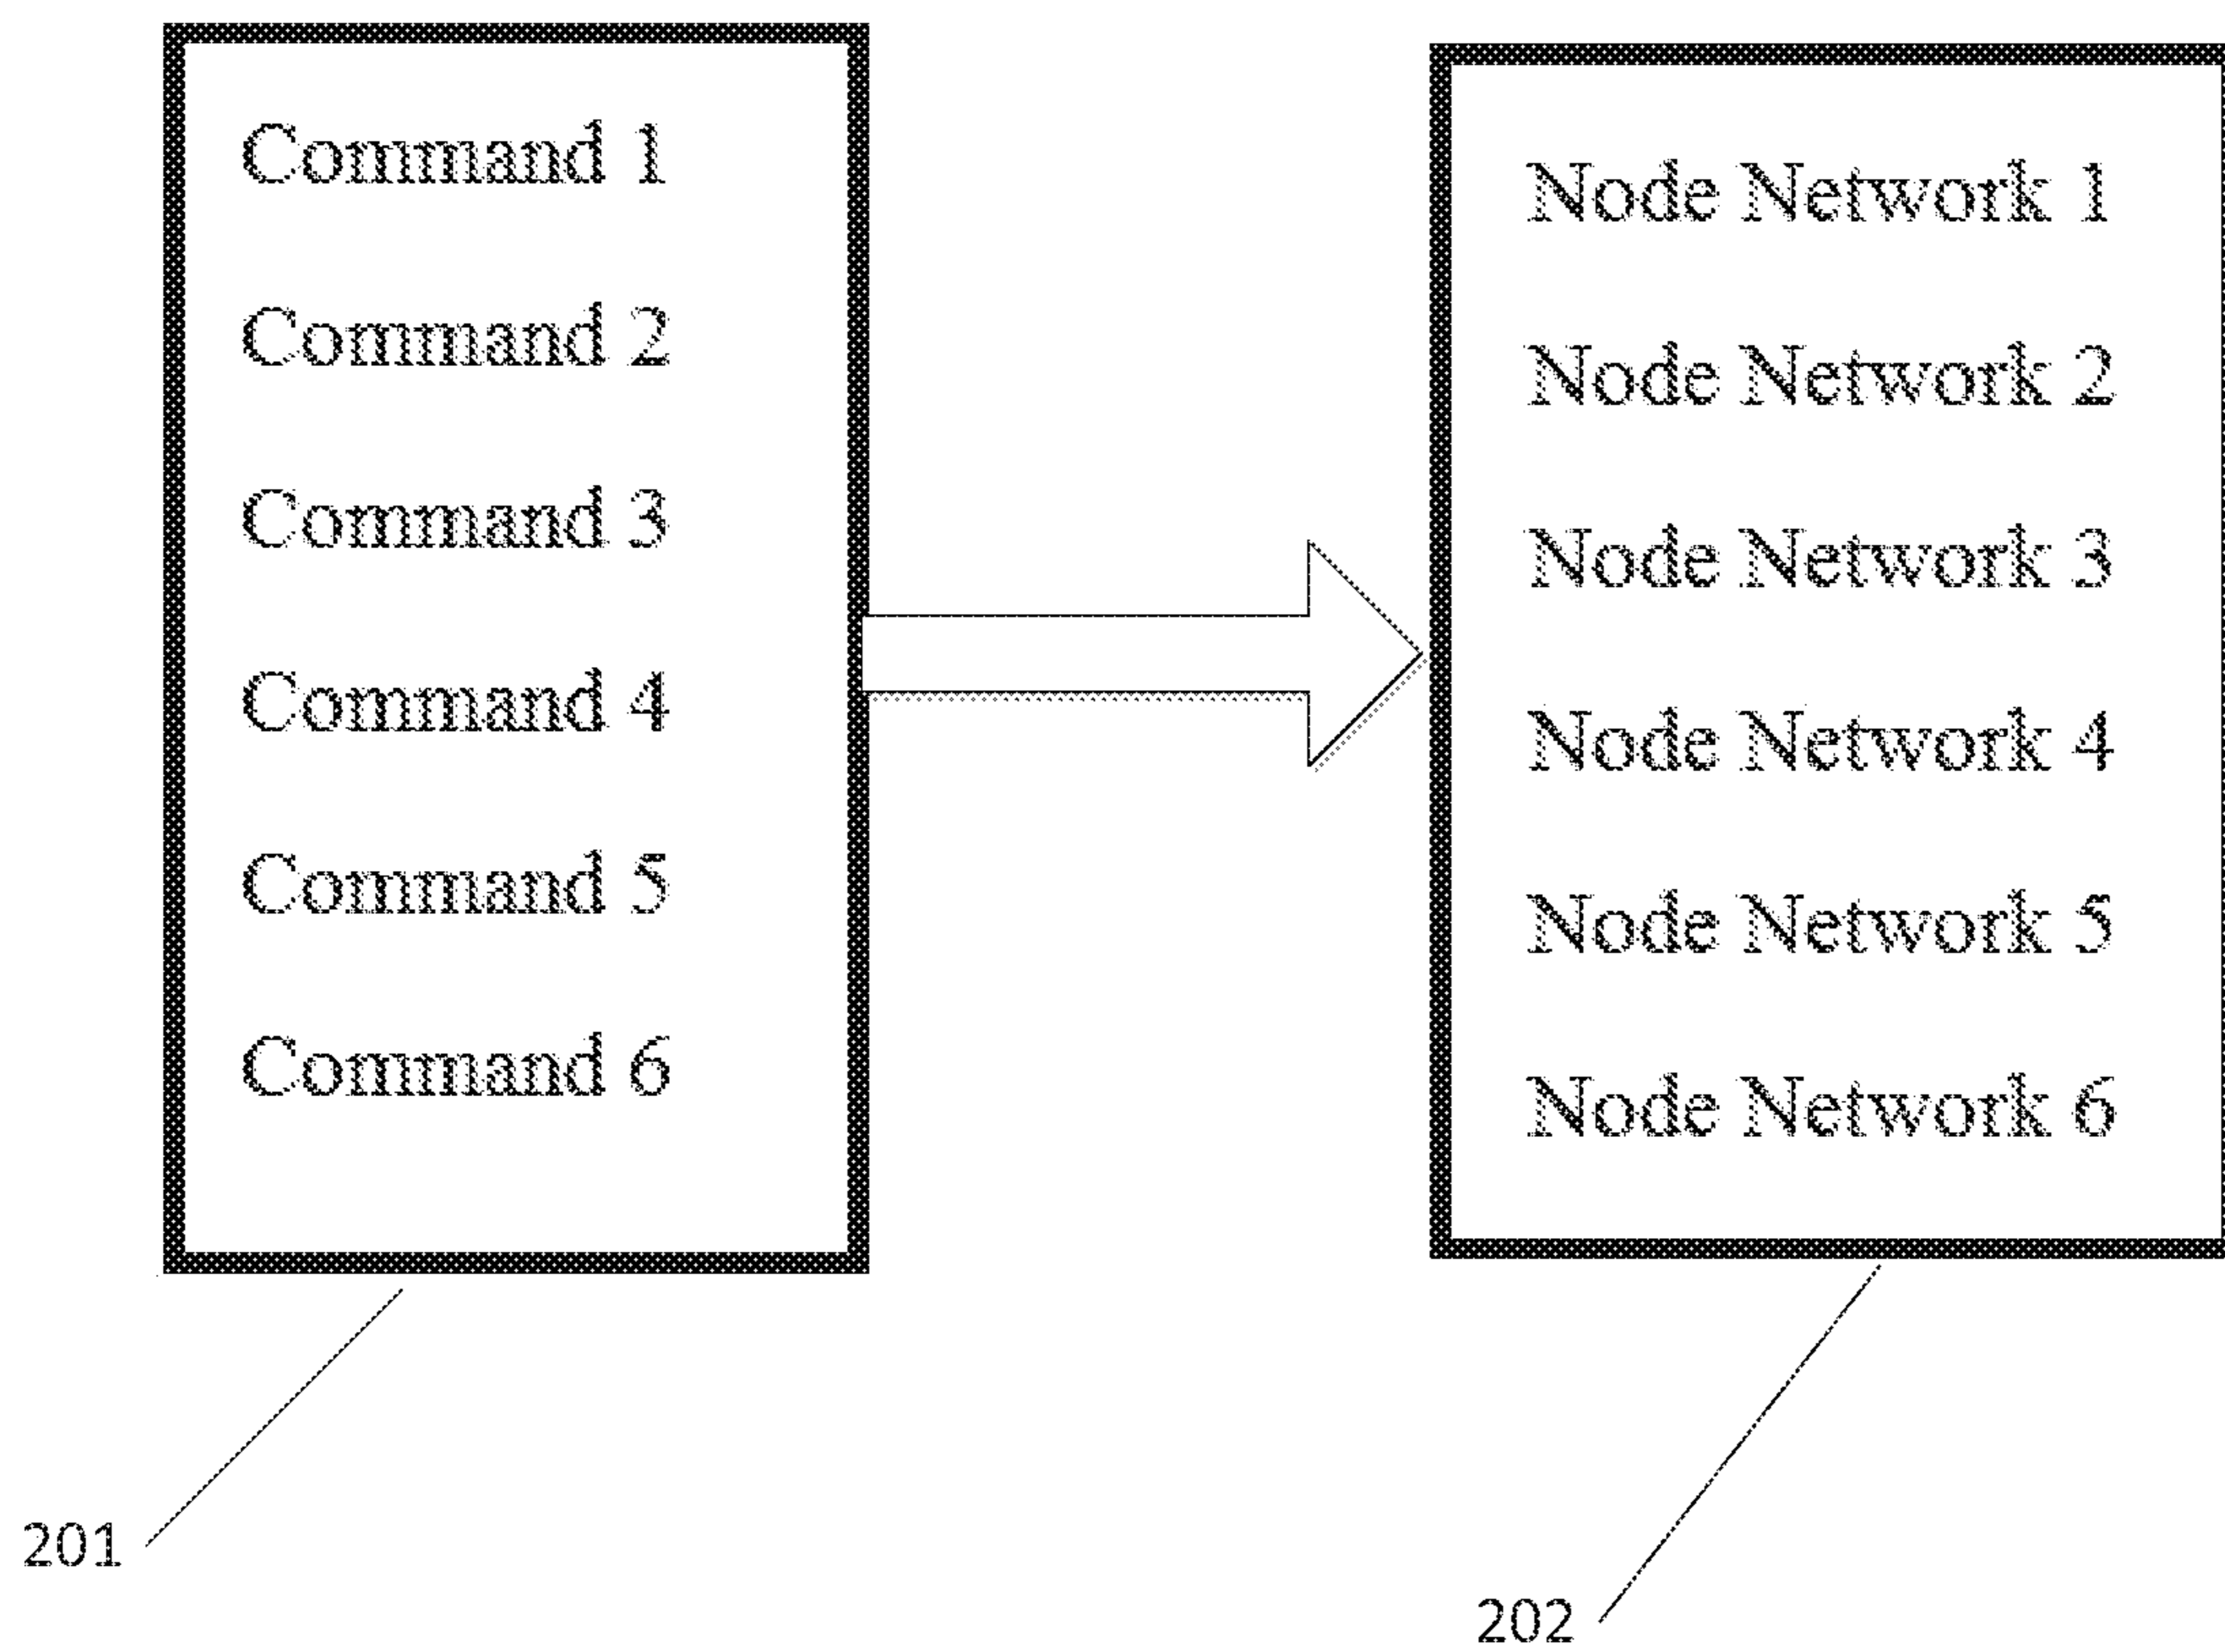 Command 1
Command 2
Command 3
Command 4
Command 5
Command 6
Node Network 1
Node Network 2
Node Network 3
Node Network 4
Node Network 5
Node Network 6
201
202